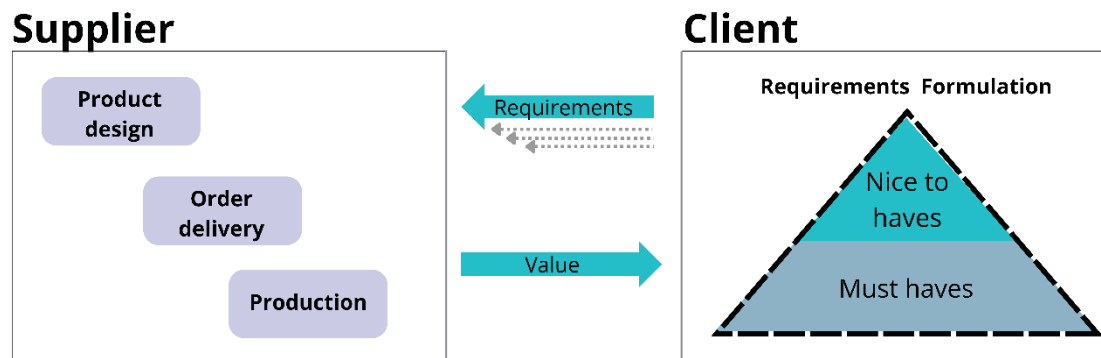 Supplier
Client
Product
design
Order
delivery
Production
Requirements
Value
Requirements Formulation
Nice to
haves
Must haves